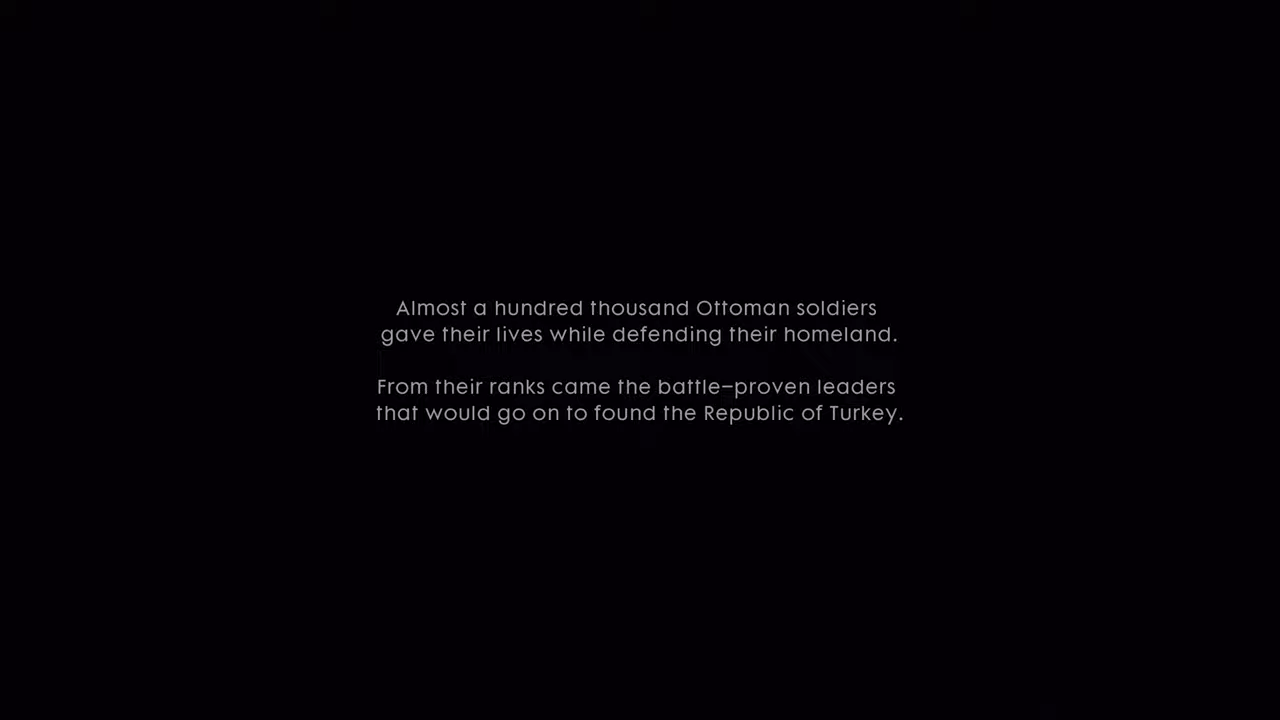 Almost a hundred thousand Ottoman soldiers
gave their lives while defending their homeland.
From their ranks came the battle-proven leaders
that would go on to found the Republic of Turkey.